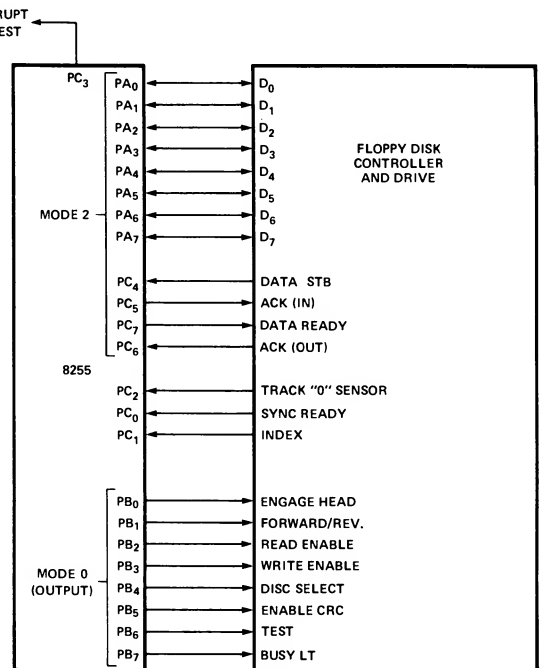 RUPT
EST
PC3
PA0 D0
PA1 D1
PA2 D2
PA3 D3
PA4 D4
PA5 D5
PA6 D6
PA7 D7
MODE 2
FLOPPY DISK
CONTROLLER
AND DRIVE
PC4 DATA STB
PC5 ACK (IN)
PC7 DATA READY
PC6 ACK (OUT)
8255
PC2 TRACK "0" SENSOR
PC0 SYNC READY
PC1 INDEX
PB0 ENGAGE HEAD
PB1 FORWARD/REV.
PB2 READ ENABLE
PB3 WRITE ENABLE
MODE 0
(OUTPUT)
PB4 DISC SELECT
PB5 ENABLE CRC
PB6 TEST
PB7 BUSY LT